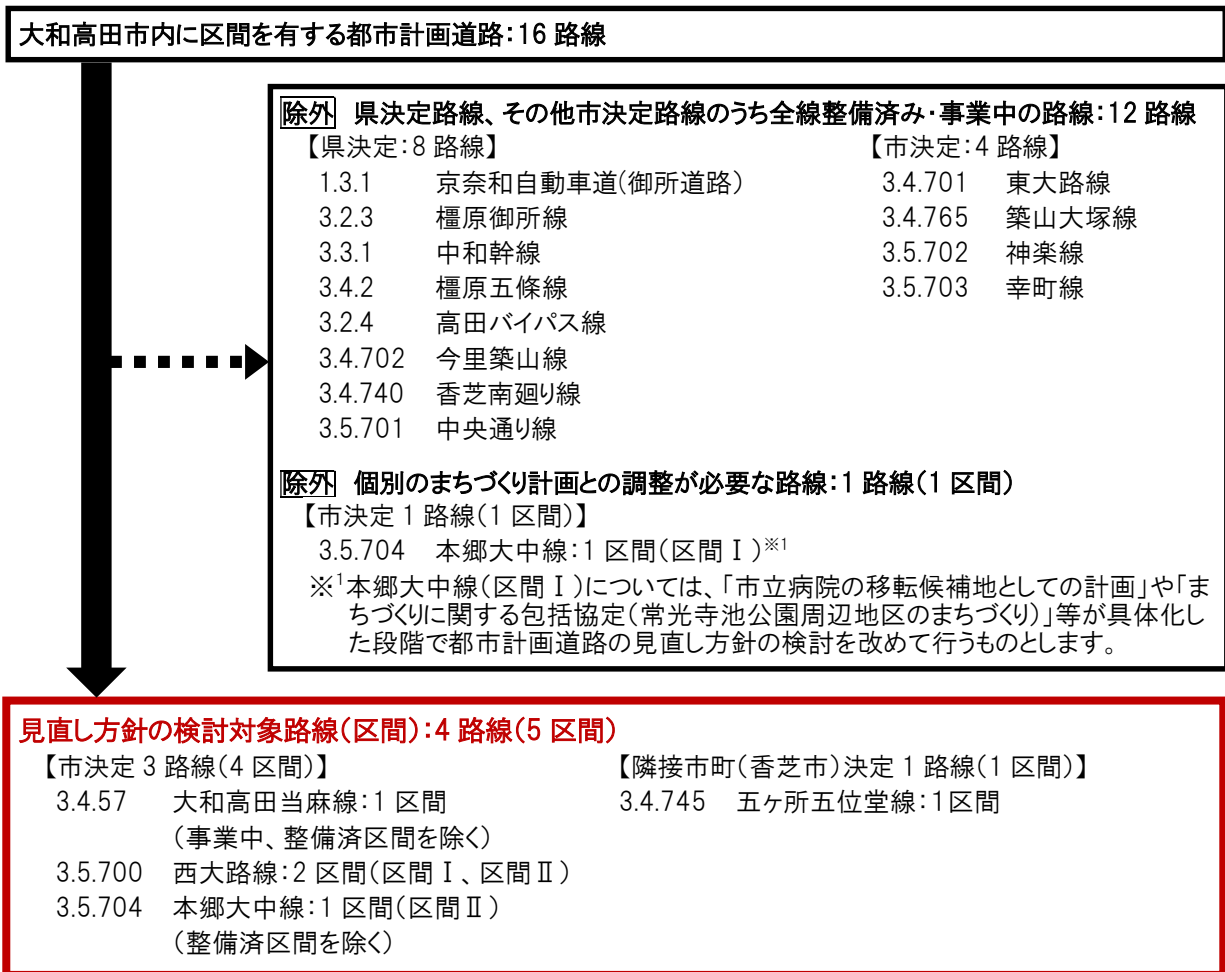 大和高田市内に区間を有する都市計画道路:16 路線
除外 県決定路線、その他市決定路線のうち全線整備済み・事業中の路線:12 路線
【県決定:8 路線】
1.3.1 京奈和自動車道(御所道路)
3.2.3 橿原御所線
3.3.1 中和幹線
3.4.2 橿原五條線
3.2.4 高田バイパス線
3.4.702 今里築山線
3.4.740 香芝南廻り線
3.5.701 中央通り線
【市決定:4 路線】
3.4.701 東大路線
3.4.765 築山大塚線
3.5.702 神楽線
3.5.703 幸町線
除外 個別のまちづくり計画との調整が必要な路線:1 路線(1 区間)
【市決定 1 路線(1 区間)】
3.5.704 本郷大中線:1 区間(区間Ⅰ)※1
※1本郷大中線(区間Ⅰ)については、「市立病院の移転候補地としての計画」や「ま
ちづくりに関する包括協定(常光寺池公園周辺地区のまちづくり)」等が具体化し
た段階で都市計画道路の見直し方針の検討を改めて行うものとします。
見直し方針の検討対象路線(区間):4 路線(5 区間)
【市決定 3 路線(4 区間)】
3.4.57 大和高田当麻線:1 区間
(事業中、整備済区間を除く)
3.5.700 西大路線:2 区間(区間Ⅰ、区間Ⅱ)
3.5.704 本郷大中線:1 区間(区間Ⅱ)
(整備済区間を除く)
【隣接市町(香芝市)決定 1 路線(1 区間)】
3.4.745 五ヶ所五位堂線:1区間